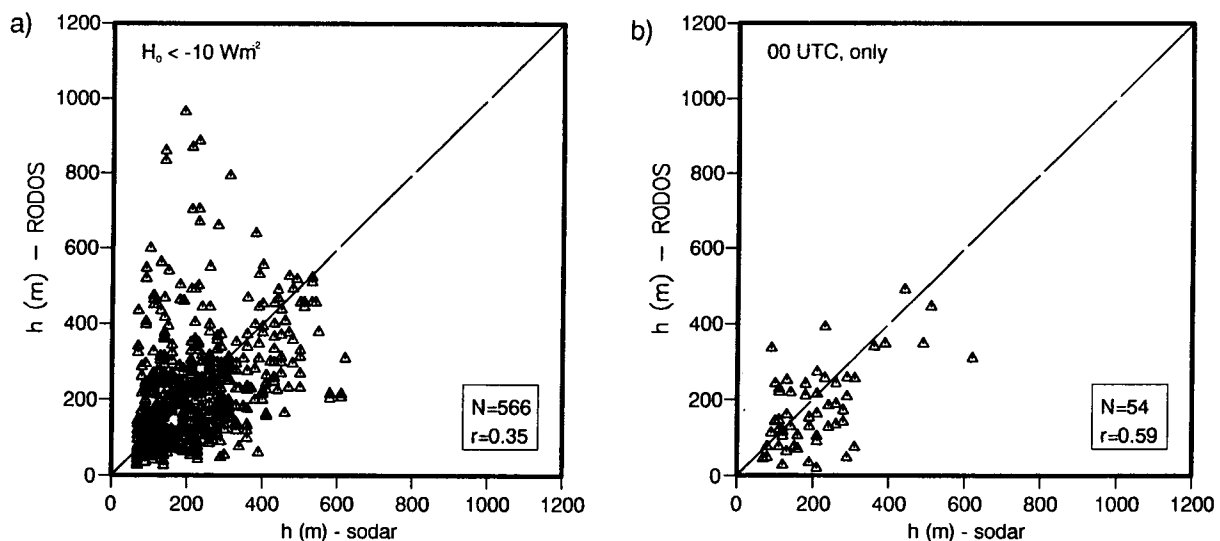 a)
H₀ < -10 Wm²
h (m) – RODOS
1200
1000
800
600
400
200
0
N=566
r=0.35
0 200 400 600 800 1000 1200
h (m) - sodar
b)
00 UTC, only
h (m) – RODOS
1200
1000
800
600
400
200
0
N=54
r=0.59
0 200 400 600 800 1000 1200
h (m) - sodar